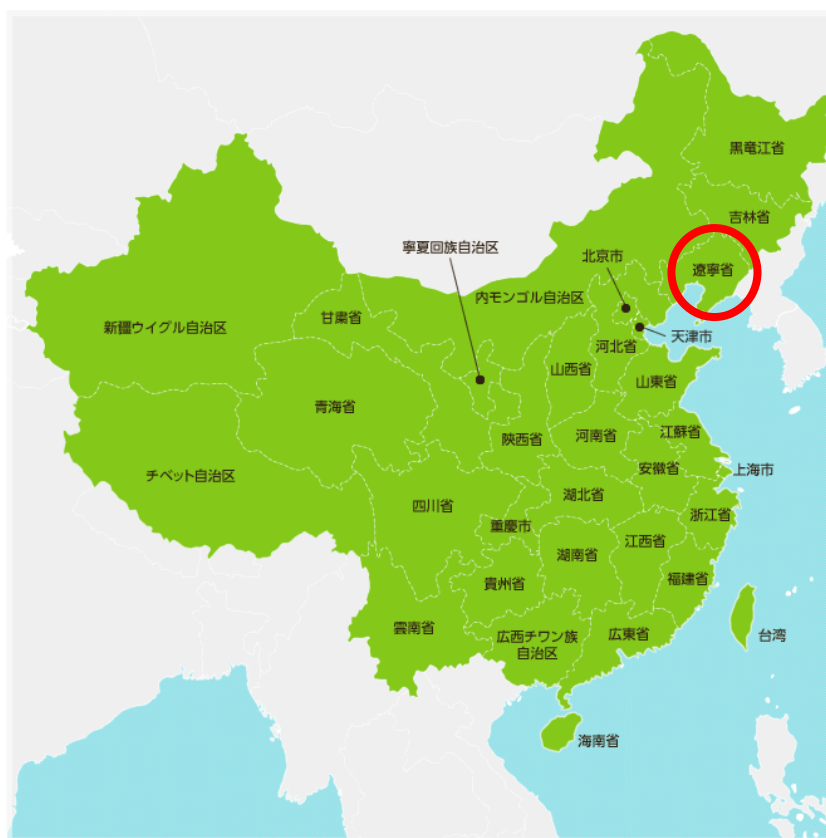 黒竜江省
吉林省
遼寧省
寧夏回族自治区
北京市
内モンゴル自治区
新疆ウイグル自治区
甘粛省
天津市
河北省
山西省
山東省
青海省
陝西省
河南省
江蘇省
安徽省
上海市
チベット自治区
四川省
湖北省
重慶市
浙江省
江西省
湖南省
貴州省
福建省
雲南省
広西チワン族
自治区
広東省
台湾
海南省